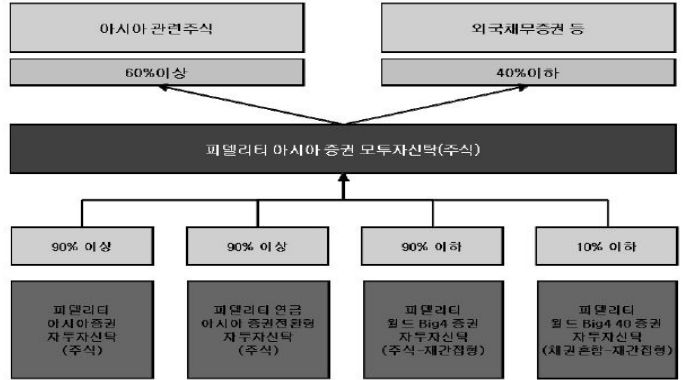 아시아 관련주식
외국채무증권 등
60%이상
40%이하
피델리티 아시아 증권 모투자신탁(주식)
90% 이상
90% 이상
90% 이하
10% 이하
피델리티
아시아증권
자투자신탁
(주식)
피델리티 연금
아시아 증권전환형
자투자신탁
(주식)
피델리티
월드 Big4 증권
자투자신탁
(주식-재간접형)
피델리티
월드 Big4 40 증권
자투자신탁
(채권혼합-재간접형)